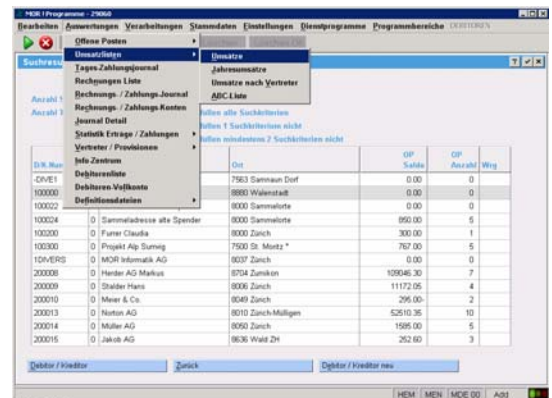 MOR ! Programme - 29060
Bearbeiten Auswertungen Verarbeitungen Stammdaten Einstellungen Dienstprogramme Programmbereiche DEBITOREN
Offene Posten
Umsatzlisten
Tages-Zahlungsjournal
Rechnungen Liste
Rechnungs- / Zahlungs-Journal
Rechnungs- / Zahlungs-Konten
Journal Detail
Statistik Erträge / Zahlungen
Vertreter / Provisionen
Info-Zentrum
Debitorenliste
Debitoren-Vollkonto
Definitionsdateien
Umsätze
Jahresumsätze
Umsätze nach Vertreter
ABC-Liste
Suchresu
Anzahl
Anzahl
füllen alle Suchkriterien
füllen 1 Suchkriterium nicht
füllen mindestens 2 Suchkriterien nicht
D/K-Num Ort OP Saldo OP Anzahl Wrg
-DIVE1 7563 Samnaun Dorf 0.00 0
100000 8880 Walenstadt 0.00 0
100022 8000 Sammelorte 0.00 0
100024 0 Sammeladresse alte Spender 8000 Sammelorte 850.00 5
100200 0 Furrer Claudia 8000 Zürich 300.00 1
100300 0 Projekt Alp Sumvig 7500 St. Moritz * 767.00 5
1DIVERS 0 MOR Informatik AG 8037 Zürich 0.00 0
200008 0 Herder AG Markus 8704 Zumikon 109046.30 7
200009 0 Stalder Hans 8006 Zürich 11172.05 4
200010 0 Meier & Co. 8049 Zürich 295.00- 2
200013 0 Norton AG 8010 Zürich-Mülligen 52510.35 10
200014 0 Müller AG 8050 Zürich 1585.00 5
200015 0 Jakob AG 8636 Wald ZH 252.60 3
Debitor / Kreditor Zurück Debitor / Kreditor neu
HEM MEN MDE 00 Add